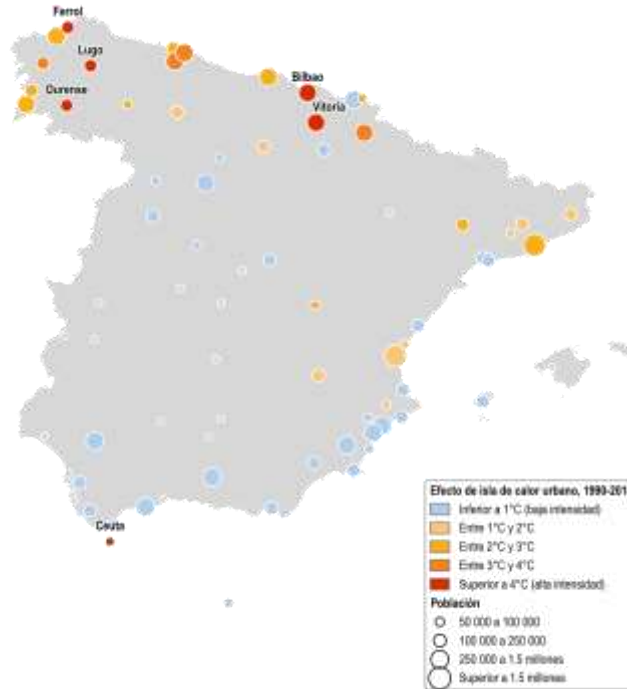 Ferrol
Lugo
Ourense
Bilbao
Vitoria
Ceuta
Efecto de isla de calor urbano, 1990-201
Inferior a 1°C (baja intensidad)
Entre 1°C y 2°C
Entre 2°C y 3°C
Entre 3°C y 4°C
Superior a 4°C (alta intensidad)
Población
50 000 a 100 000
100 000 a 250 000
250 000 a 1.5 millones
Superior a 1.5 millones